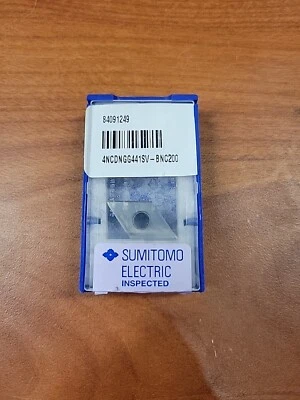 84091249
4NCDNGG441SV-BNC200
SUMITOMO
ELECTRIC
INSPECTED